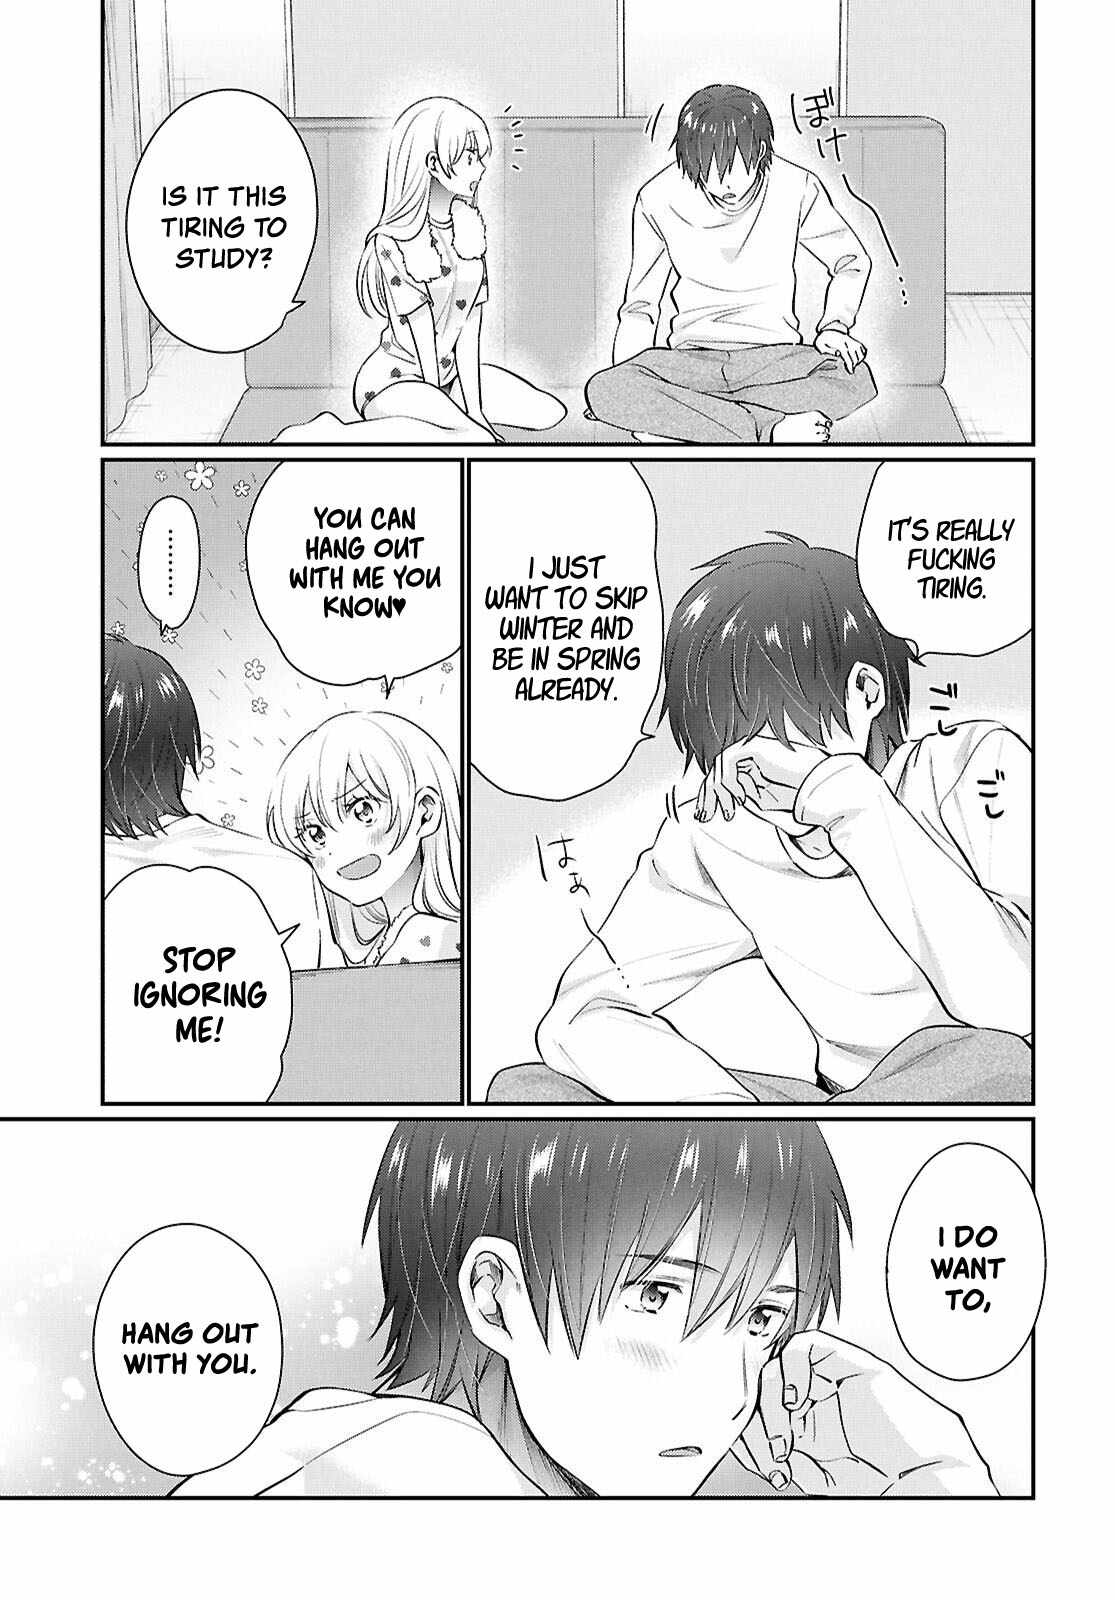 IS IT THIS
TIRING TO
STUDY?
ぼけ
IT'S REALLY
FUCKING
TIRING.
I JUST
WANT TO SKIP
WINTER AND
BE IN SPRING
ALREADY.
はぁ
YOU CAN
HANG OUT
WITH ME YOU
KNOW♥
.........
STOP
IGNORING
ME!
I DO
WANT
TO,
HANG OUT
WITH YOU.